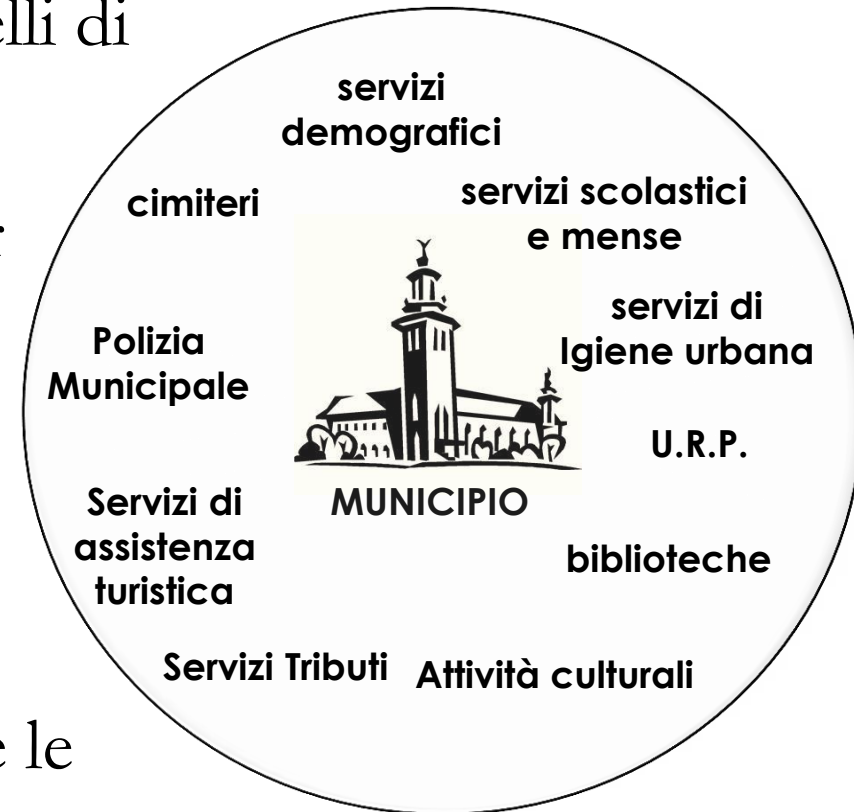 di
servizi
demografici
cimiteri
servizi scolastici
e mense
servizi di
Igiene urbana
Polizia
Municipale
U.R.P.
MUNICIPIO
Servizi di
assistenza
turistica
biblioteche
Servizi Tributi
Attività culturali
le